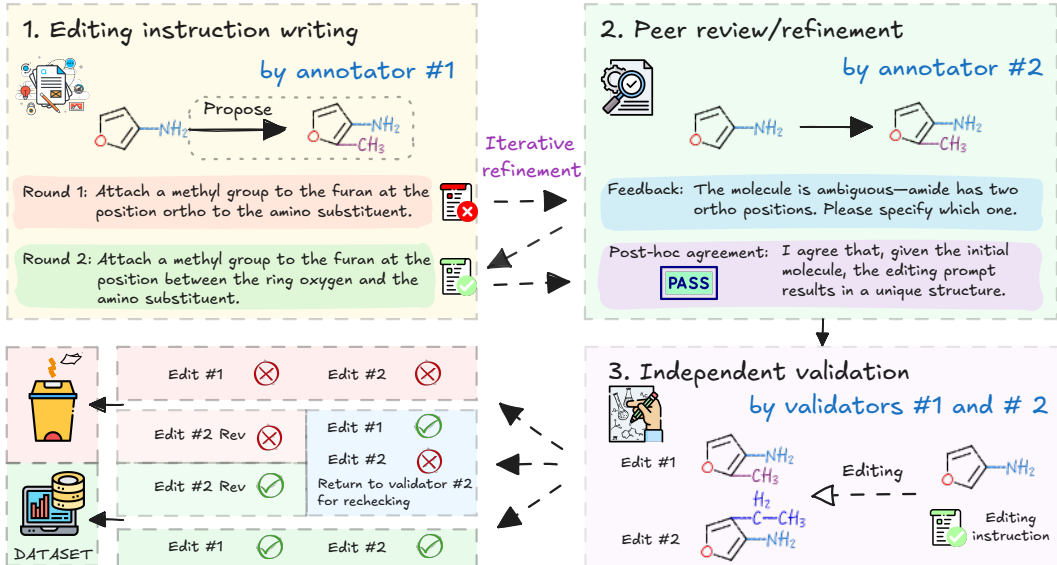 1. Editing instruction writing
by annotator #1
O
NH₂
Propose
O
NH₂
CH₃
Round 1: Attach a methyl group to the furan at the
position ortho to the amino substituent.
Round 2: Attach a methyl group to the furan at the
position between the ring oxygen and the
amino substituent.
Iterative
refinement
2. Peer review/refinement
by annotator #2
O
NH₂
O
NH₂
CH₃
Feedback: The molecule is ambiguous—amide has two
ortho positions. Please specify which one.
Post-hoc agreement: I agree that, given the initial
molecule, the editing prompt
results in a unique structure.
PASS
Edit #1
Edit #2
Edit #2 Rev
Edit #1
Edit #2
Edit #2 Rev
Return to validator #2
for rechecking
Edit #1
Edit #2
DATASET
3. Independent validation
by validators #1 and # 2
Edit #1
O
NH₂
CH₃
Editing
O
NH₂
Edit #2
H₂
C
CH₃
O
NH₂
Editing
instruction